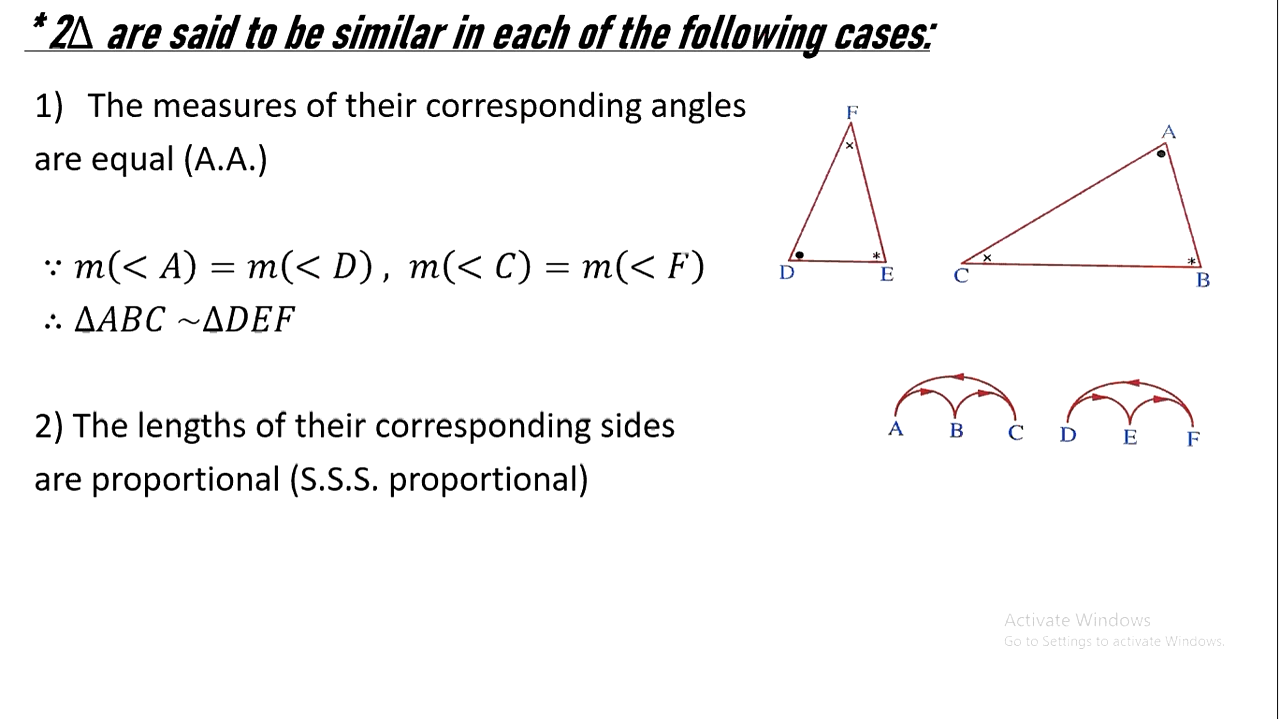 * 2Δ are said to be similar in each of the following cases:
1) The measures of their corresponding angles
are equal (A.A.)
∵ m(< A) = m(< D) , m(< C) = m(< F)
∴ ΔABC ~ΔDEF
2) The lengths of their corresponding sides
are proportional (S.S.S. proportional)
F
D
E
A
C
B
A B C D E F
Activate Windows
Go to Settings to activate Windows.